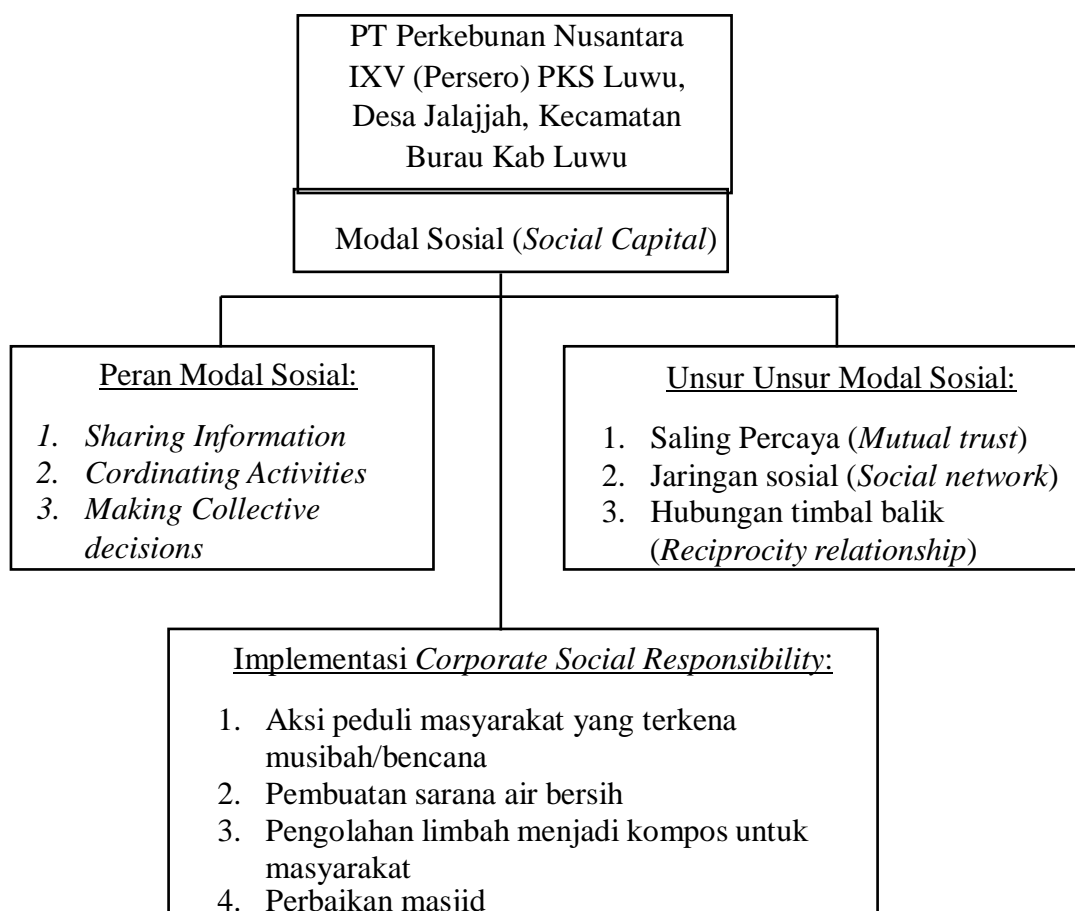 PT Perkebunan Nusantara
IXV (Persero) PKS Luwu,
Desa Jalajjah, Kecamatan
Burau Kab Luwu
Modal Sosial (Social Capital)
Peran Modal Sosial:
1. Sharing Information
2. Cordinating Activities
3. Making Collective
decisions
Unsur Unsur Modal Sosial:
1. Saling Percaya (Mutual trust)
2. Jaringan sosial (Social network)
3. Hubungan timbal balik
(Reciprocity relationship)
Implementasi Corporate Social Responsibility:
1. Aksi peduli masyarakat yang terkena
musibah/bencana
2. Pembuatan sarana air bersih
3. Pengolahan limbah menjadi kompos untuk
masyarakat
4. Perbaikan masjid